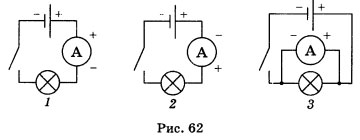 − + − + − +
+ + − +
A A A
− −
1 2 3
Рис. 62